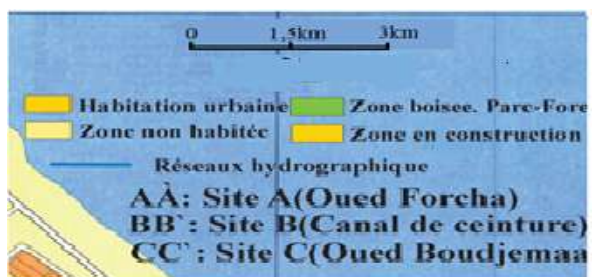 0 1,5km 3km
Habitation urbaine Zone boisee. Parc-Fore
Zone non habitée Zone en construction
Réseaux hydrographique
AÀ: Site A(Oued Forcha)
BB`: Site B(Canal de ceinture)
CC`: Site C(Oued Boudjemaa